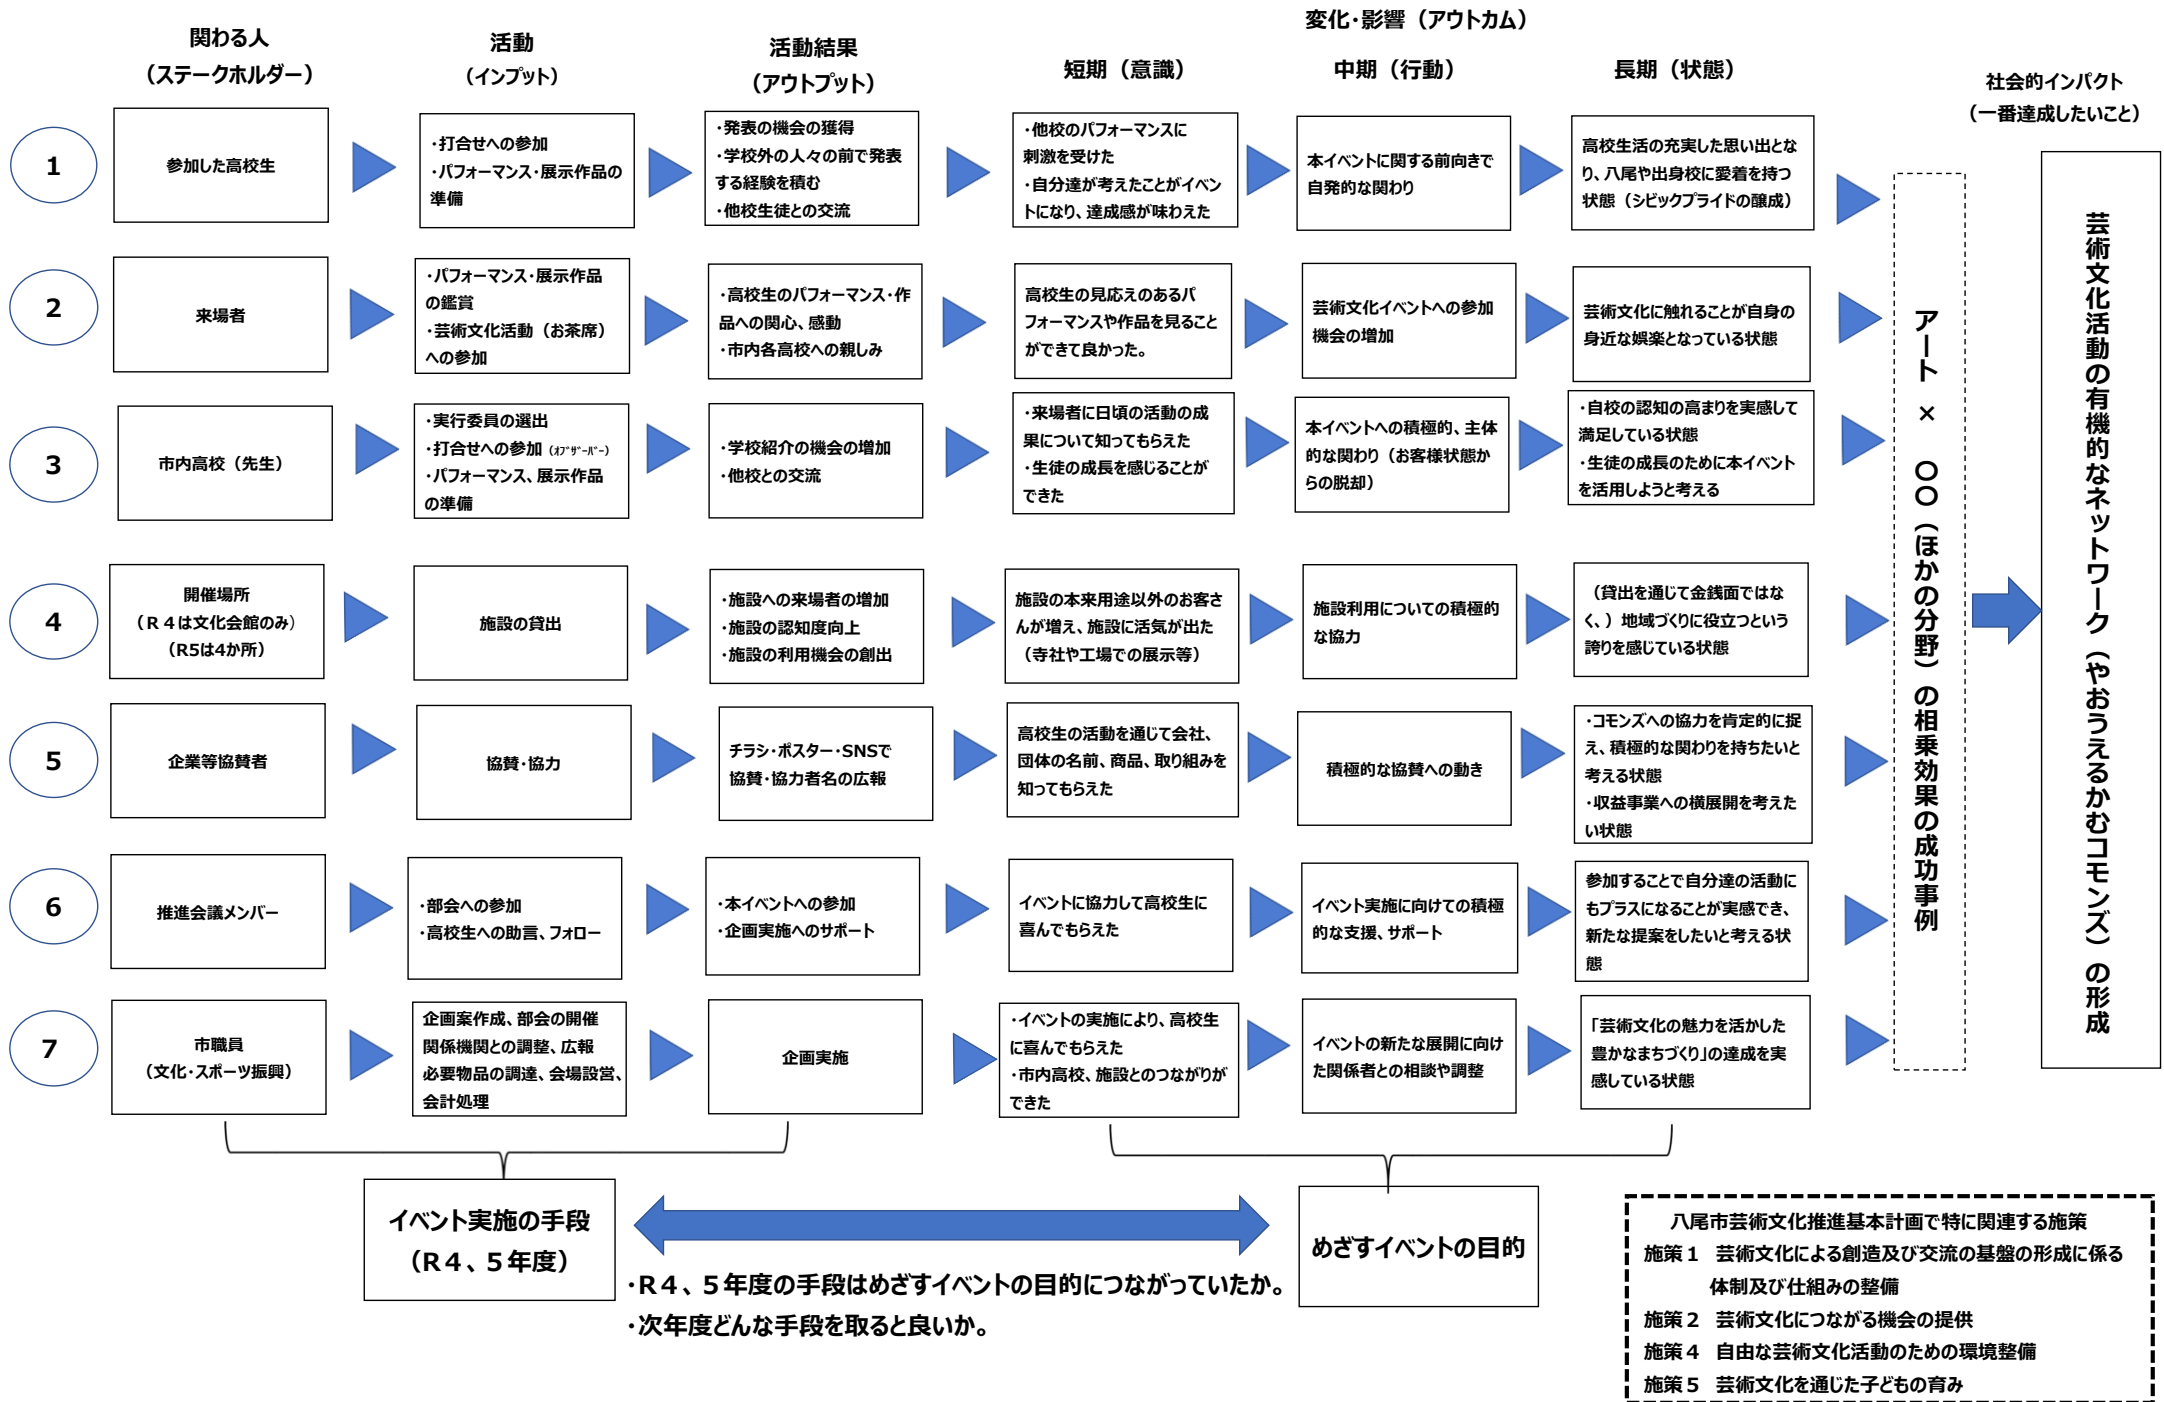 変化・影響（アウトカム）
関わる人
（ステークホルダー）
活動
（インプット）
活動結果
（アウトプット）
短期（意識）
中期（行動）
長期（状態）
社会的インパクト
（一番達成したいこと）
1
参加した高校生
・打合せへの参加
・パフォーマンス・展示作品の
準備
・発表の機会の獲得
・学校外の人々の前で発表
する経験を積む
・他校生徒との交流
・他校のパフォーマンスに
刺激を受けた
・自分達が考えたことがイベン
トになり、達成感が味わえた
本イベントに関する前向きで
自発的な関わり
高校生活の充実した思い出とな
り、八尾や出身校に愛着を持つ
状態（シビックプライドの醸成）
2
来場者
・パフォーマンス・展示作品
の鑑賞
・芸術文化活動（お茶席）
への参加
・高校生のパフォーマンス・作
品への関心、感動
・市内各高校への親しみ
高校生の見応えのあるパ
フォーマンスや作品を見ること
ができて良かった。
芸術文化イベントへの参加
機会の増加
芸術文化に触れることが自身の
身近な娯楽となっている状態
3
市内高校（先生）
・実行委員の選出
・打合せへの参加（ｵﾌﾞｻﾞｰﾊﾞｰ）
・パフォーマンス、展示作品
の準備
・学校紹介の機会の増加
・他校との交流
・来場者に日頃の活動の成
果について知ってもらえた
・生徒の成長を感じることが
できた
本イベントへの積極的、主体
的な関わり（お客様状態か
らの脱却）
・自校の認知の高まりを実感して
満足している状態
・生徒の成長のために本イベント
を活用しようと考える
4
開催場所
（Ｒ４は文化会館のみ）
（R5は4か所）
施設の貸出
・施設への来場者の増加
・施設の認知度向上
・施設の利用機会の創出
施設の本来用途以外のお客さ
んが増え、施設に活気が出た
（寺社や工場での展示等）
施設利用についての積極的
な協力
（貸出を通じて金銭面ではな
く、）地域づくりに役立つという
誇りを感じている状態
5
企業等協賛者
協賛・協力
チラシ・ポスター・SNSで
協賛・協力者名の広報
高校生の活動を通じて会社、
団体の名前、商品、取り組みを
知ってもらえた
積極的な協賛への動き
・コモンズへの協力を肯定的に捉
え、積極的な関わりを持ちたいと
考える状態
・収益事業への横展開を考えた
い状態
6
推進会議メンバー
・部会への参加
・高校生への助言、フォロー
・本イベントへの参加
・企画実施へのサポート
イベントに協力して高校生に
喜んでもらえた
イベント実施に向けての積極
的な支援、サポート
参加することで自分達の活動に
もプラスになることが実感でき、
新たな提案をしたいと考える状
態
7
市職員
（文化・スポーツ振興）
企画案作成、部会の開催
関係機関との調整、広報
必要物品の調達、会場設営、
会計処理
企画実施
・イベントの実施により、高校生
に喜んでもらえた
・市内高校、施設とのつながりが
できた
イベントの新たな展開に向け
た関係者との相談や調整
「芸術文化の魅力を活かした
豊かなまちづくり」の達成を実
感している状態
アート × 〇〇（ほかの分野）の相乗効果の成功事例
芸術文化活動の有機的なネットワーク（やおうえるかむコモンズ）の形成
イベント実施の手段
（Ｒ４、５年度）
めざすイベントの目的
・Ｒ４、５年度の手段はめざすイベントの目的につながっていたか。
・次年度どんな手段を取ると良いか。
八尾市芸術文化推進基本計画で特に関連する施策
施策１ 芸術文化による創造及び交流の基盤の形成に係る
体制及び仕組みの整備
施策２ 芸術文化につながる機会の提供
施策４ 自由な芸術文化活動のための環境整備
施策５ 芸術文化を通じた子どもの育み